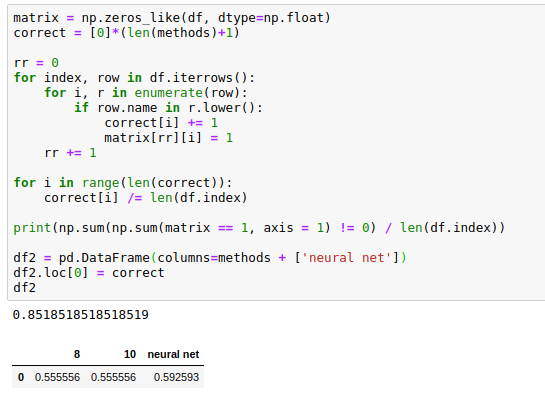 matrix = np.zeros_like(df, dtype=np.float)
correct = [0]*(len(methods)+1)
rr = 0
for index, row in df.iterrows():
    for i, r in enumerate(row):
        if row.name in r.lower():
            correct[i] += 1
            matrix[rr][i] = 1
    rr += 1
for i in range(len(correct)):
    correct[i] /= len(df.index)
print(np.sum(np.sum(matrix == 1, axis = 1) != 0) / len(df.index))
df2 = pd.DataFrame(columns=methods + ['neural net'])
df2.loc[0] = correct
df2
0.8518518518518519
8 10 neural net
0 0.555556 0.555556 0.592593